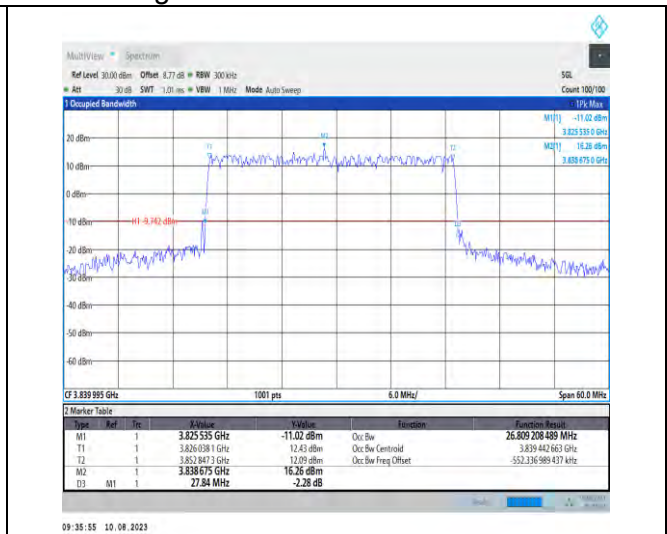 MultiView Spectrum
Ref Level 30.00 dBm Offset 8.77 dB RBW 300 kHz SGL
Att 30 dB SWT 1.01 ms VBW 1 MHz Mode Auto Sweep Count 100/100
1 Occupied Bandwidth 1Pk Max
M1[1] -11.02 dBm
3.825 535 0 GHz
M2[1] 16.26 dBm
3.838 675 0 GHz
20 dBm
M2
T1
T2
10 dBm
0 dBm
M1
-10 dBm
H1 -9.742 dBm
D3
-20 dBm
-30 dBm
-40 dBm
-50 dBm
-60 dBm
CF 3.839 995 GHz 1001 pts 6.0 MHz/ Span 60.0 MHz
2 Marker Table
Type Ref Trc X-Value Y-Value Function Function Result
M1 1 3.825 535 GHz -11.02 dBm Occ Bw 26.809 208 489 MHz
T1 1 3.826 038 1 GHz 12.43 dBm Occ Bw Centroid 3.839 442 663 GHz
T2 1 3.852 847 3 GHz 12.09 dBm Occ Bw Freq Offset -552.336 989 437 kHz
M2 1 3.838 675 GHz 16.26 dBm
D3 M1 1 27.84 MHz -2.28 dB
09:35:55 10.08.2023